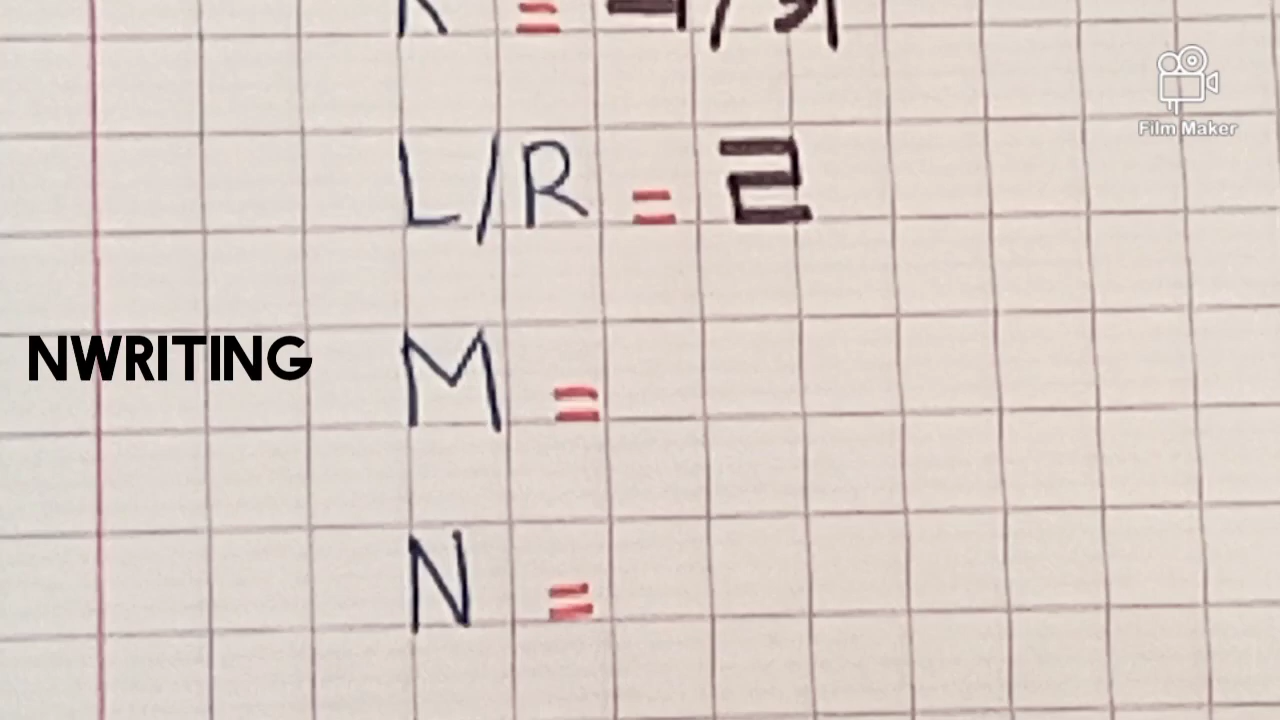 K =
Film Maker
L/R = ㄹ
NWRITING
M =
N =